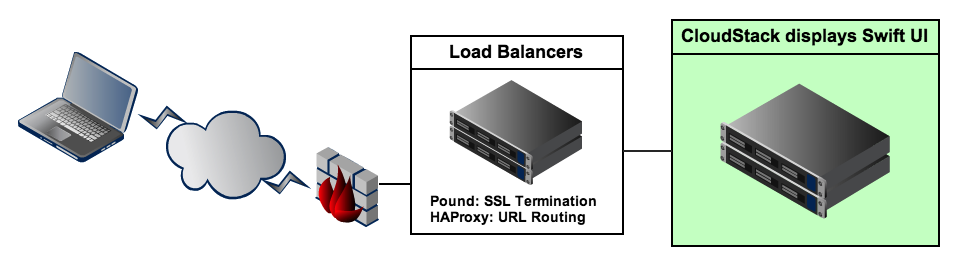 Load Balancers
Pound: SSL Termination
HAProxy: URL Routing
CloudStack displays Swift UI